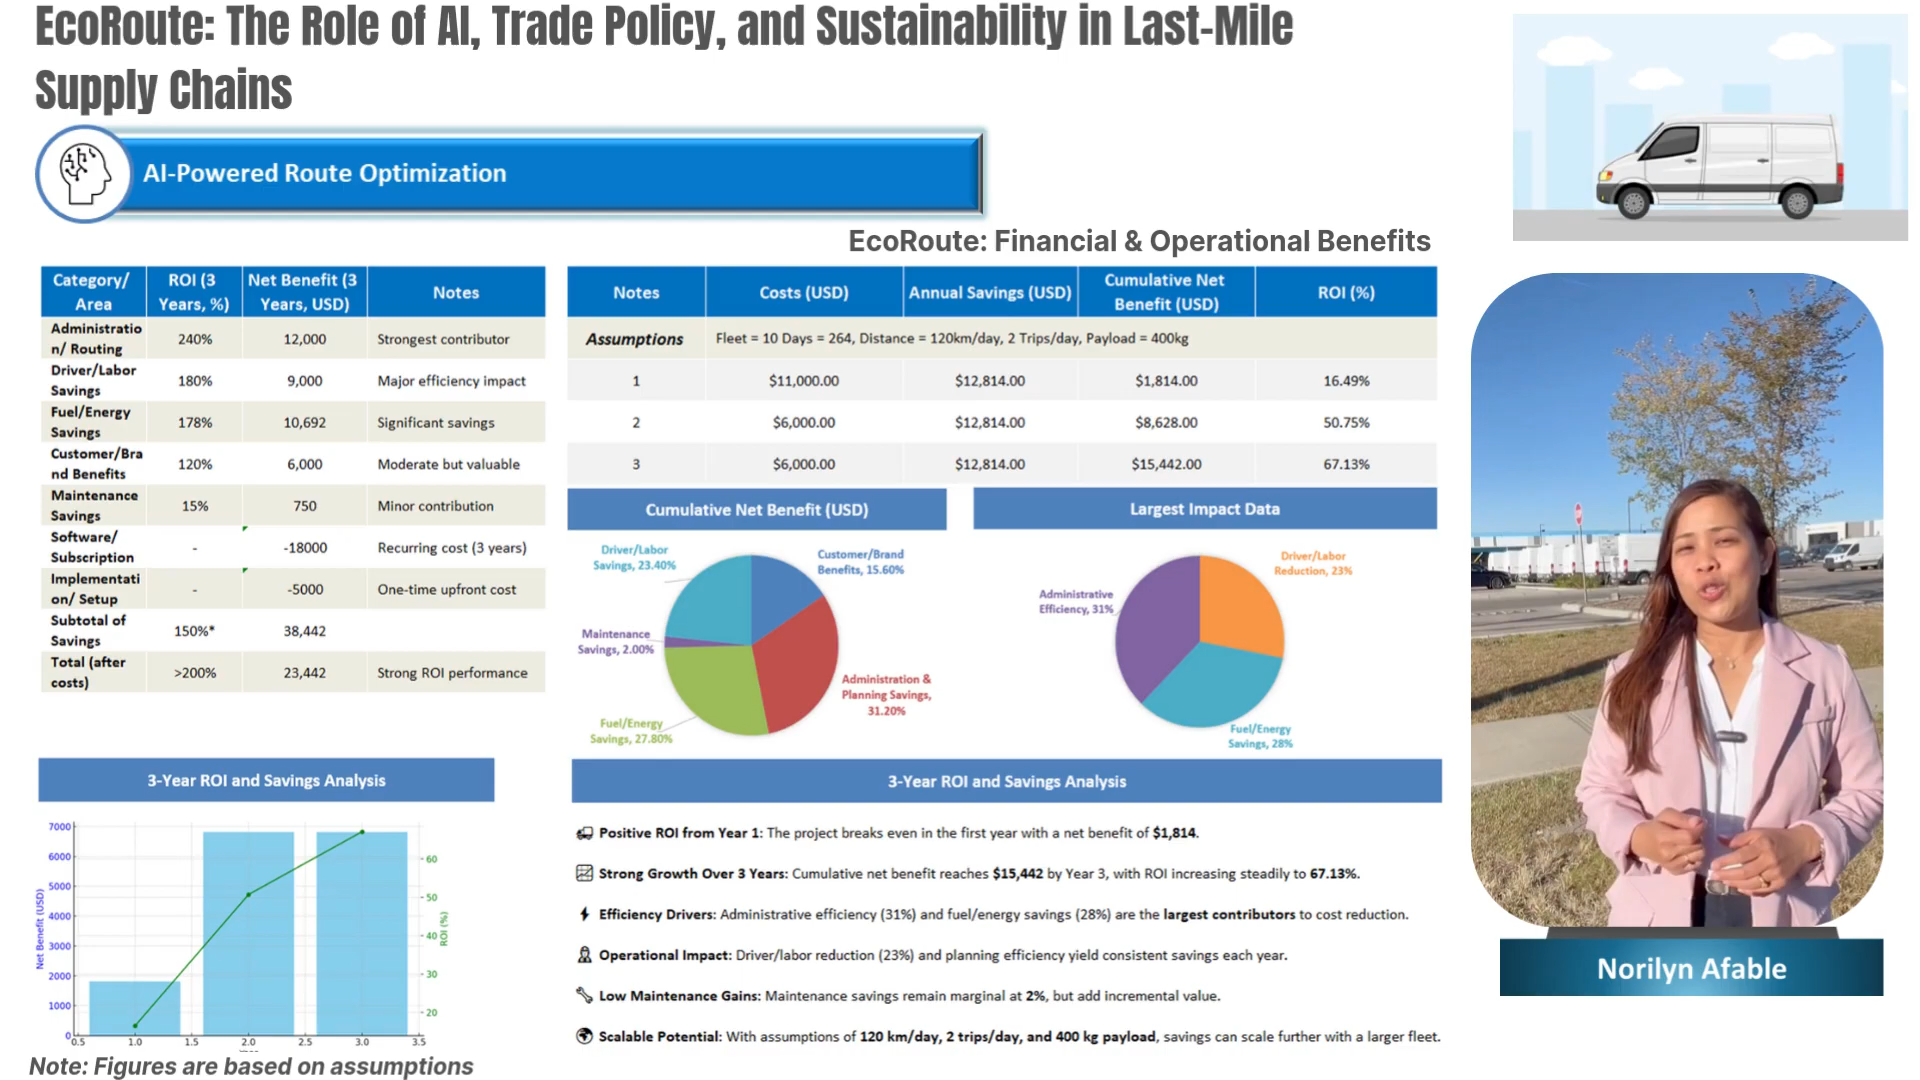 EcoRoute: The Role of AI, Trade Policy, and Sustainability in Last-Mile
Supply Chains
AI-Powered Route Optimization
EcoRoute: Financial & Operational Benefits
Category/ Area | ROI (3 Years, %) | Net Benefit (3 Years, USD) | Notes
Administratio n/ Routing | 240% | 12,000 | Strongest contributor
Driver/Labor Savings | 180% | 9,000 | Major efficiency impact
Fuel/Energy Savings | 178% | 10,692 | Significant savings
Customer/Bra nd Benefits | 120% | 6,000 | Moderate but valuable
Maintenance Savings | 15% | 750 | Minor contribution
Software/ Subscription | - | -18000 | Recurring cost (3 years)
Implementati on/ Setup | - | -5000 | One-time upfront cost
Subtotal of Savings | 150%* | 38,442
Total (after costs) | >200% | 23,442 | Strong ROI performance
Notes | Costs (USD) | Annual Savings (USD) | Cumulative Net Benefit (USD) | ROI (%)
Assumptions | Fleet = 10 Days = 264, Distance = 120km/day, 2 Trips/day, Payload = 400kg
1 | $11,000.00 | $12,814.00 | $1,814.00 | 16.49%
2 | $6,000.00 | $12,814.00 | $8,628.00 | 50.75%
3 | $6,000.00 | $12,814.00 | $15,442.00 | 67.13%
Cumulative Net Benefit (USD)
Driver/Labor
Savings, 23.40%
Customer/Brand
Benefits, 15.60%
Maintenance
Savings, 2.00%
Administration &
Planning Savings,
31.20%
Fuel/Energy
Savings, 27.80%
Largest Impact Data
Driver/Labor
Reduction, 23%
Administrative
Efficiency, 31%
Fuel/Energy
Savings, 28%
3-Year ROI and Savings Analysis
Net Benefit (USD)
7000
6000
5000
4000
3000
2000
1000
0
60
50
40
30
20
ROI (%)
0.5 1.0 1.5 2.0 2.5 3.0 3.5
Note: Figures are based on assumptions
3-Year ROI and Savings Analysis
Positive ROI from Year 1: The project breaks even in the first year with a net benefit of $1,814.
Strong Growth Over 3 Years: Cumulative net benefit reaches $15,442 by Year 3, with ROI increasing steadily to 67.13%.
Efficiency Drivers: Administrative efficiency (31%) and fuel/energy savings (28%) are the largest contributors to cost reduction.
Operational Impact: Driver/labor reduction (23%) and planning efficiency yield consistent savings each year.
Low Maintenance Gains: Maintenance savings remain marginal at 2%, but add incremental value.
Scalable Potential: With assumptions of 120 km/day, 2 trips/day, and 400 kg payload, savings can scale further with a larger fleet.
Norilyn Afable